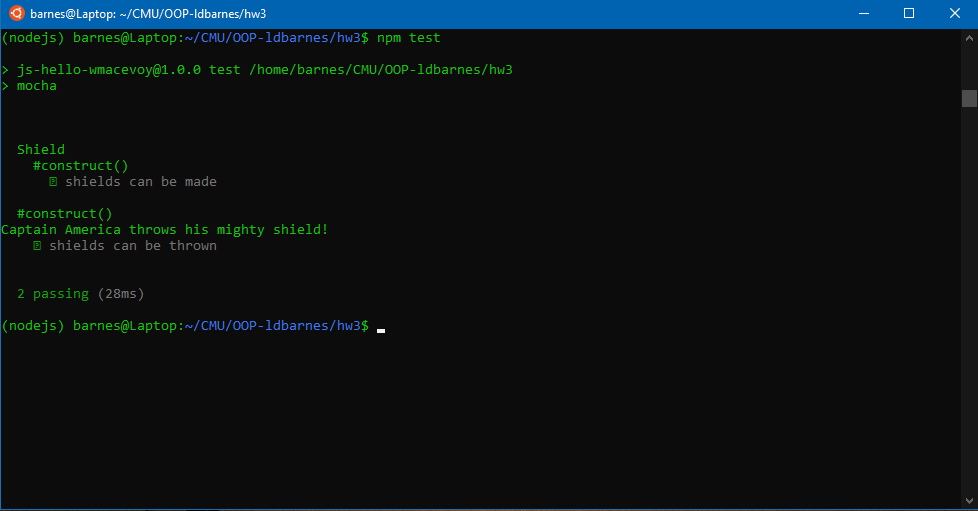 barnes@Laptop: ~/CMU/OOP-ldbarnes/hw3
(nodejs) barnes@Laptop:~/CMU/OOP-ldbarnes/hw3$ npm test
> js-hello-wmacevoy@1.0.0 test /home/barnes/CMU/OOP-ldbarnes/hw3
> mocha
Shield
#construct()
shields can be made
#construct()
Captain America throws his mighty shield!
shields can be thrown
2 passing (28ms)
(nodejs) barnes@Laptop:~/CMU/OOP-ldbarnes/hw3$